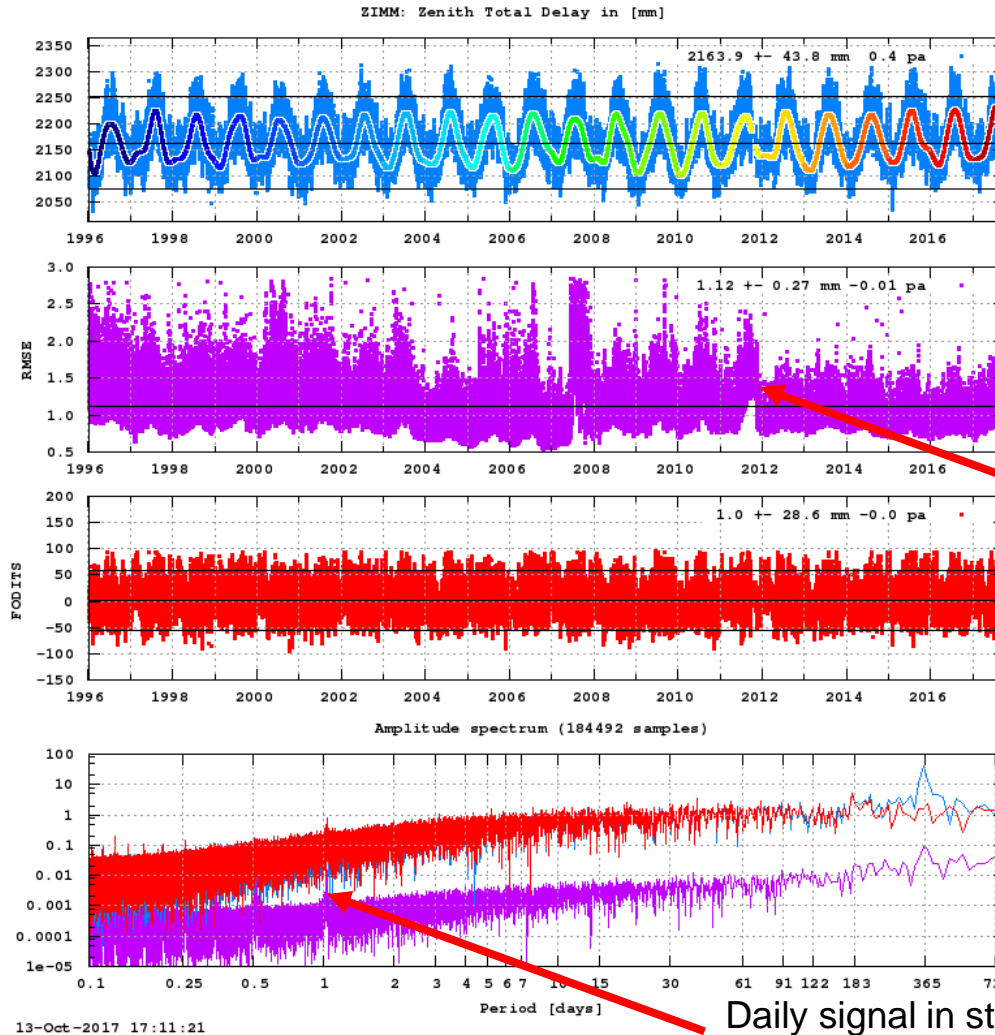 ZIMM: Zenith Total Delay in [mm]
2350
2300
2250
2200
2150
2100
2050
2163.9 +- 43.8 mm 0.4 pa
1996 1998 2000 2002 2004 2006 2008 2010 2012 2014 2016
3.0
2.5
2.0
1.5
1.0
0.5
RMSE
1.12 +- 0.27 mm -0.01 pa
1996 1998 2000 2002 2004 2006 2008 2010 2012 2014 2016
200
150
100
50
0
-50
-100
-150
FODITS
1.0 +- 28.6 mm -0.0 pa
1996 1998 2000 2002 2004 2006 2008 2010 2012 2014 2016
Amplitude spectrum (184492 samples)
100
10
1
0.1
0.01
0.001
0.0001
1e-05
0.1 0.25 0.5 1 2 3 4 5 6 7 10 15 30 61 91 122 183 365
Period [days]
Daily signal in st
13-Oct-2017 17:11:21